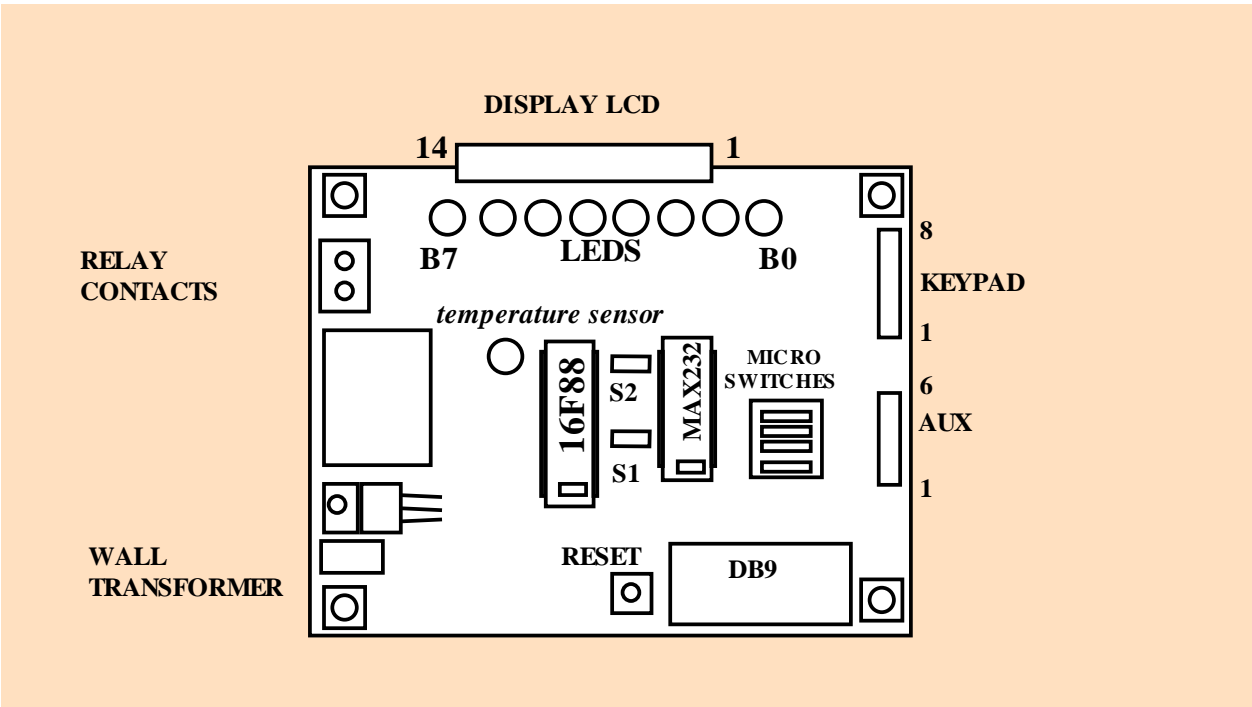 DISPLAY LCD
14
1
B7
LEDS
B0
RELAY
CONTACTS
8
KEYPAD
1
temperature sensor
16F88
S2
S1
MAX232
MICRO
SWITCHES
6
AUX
1
WALL
TRANSFORMER
RESET
DB9